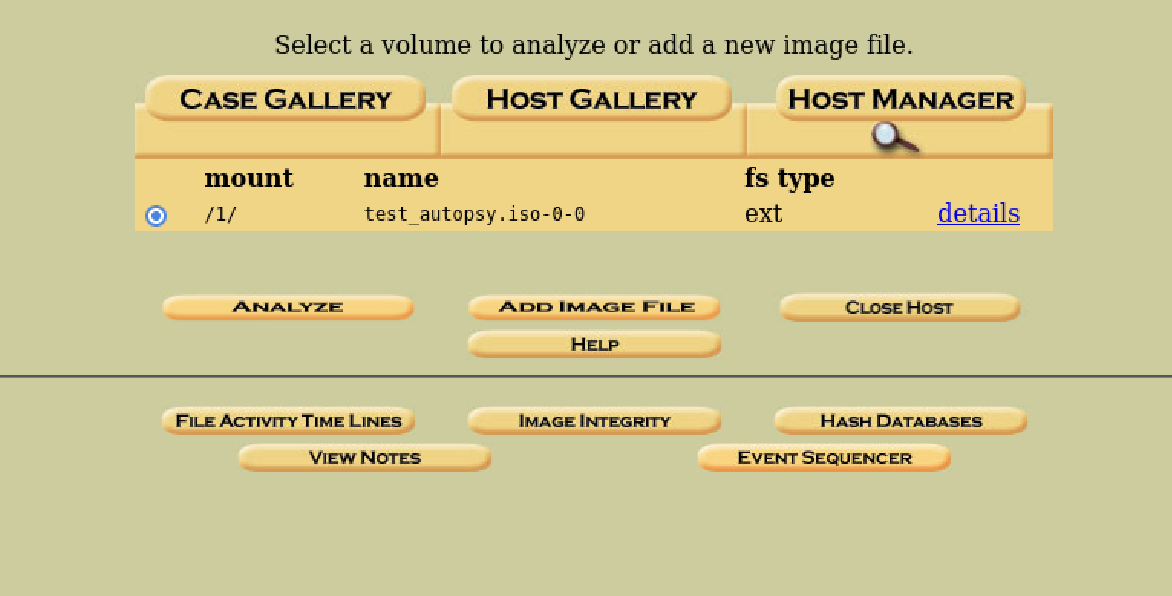 Select a volume to analyze or add a new image file.
CASE GALLERY HOST GALLERY HOST MANAGER
mount name fs type
/1/ test_autopsy.iso-0-0 ext details
ANALYZE ADD IMAGE FILE CLOSE HOST
HELP
FILE ACTIVITY TIME LINES IMAGE INTEGRITY HASH DATABASES
VIEW NOTES EVENT SEQUENCER